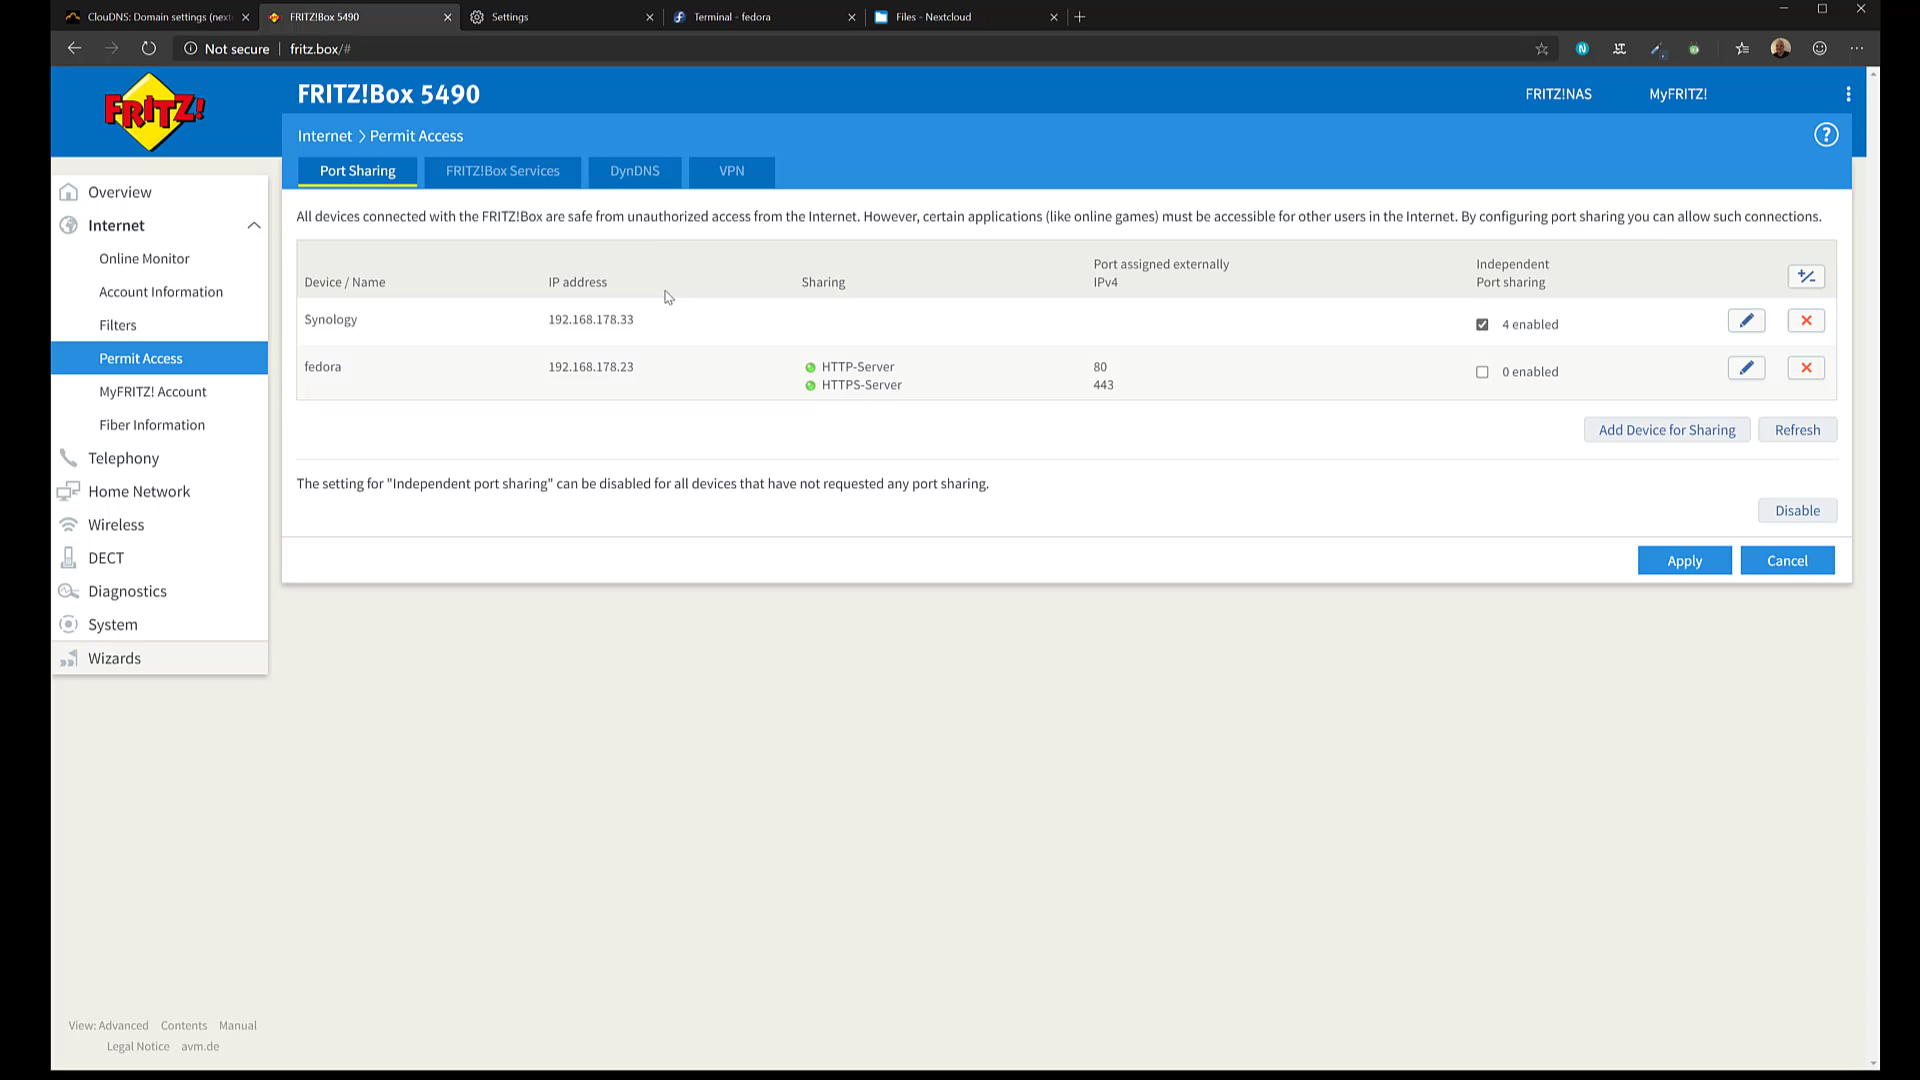 ClouDNS: Domain settings (next
FRITZ!Box 5490
Settings
Terminal - fedora
Files - Nextcloud
Not secure
fritz.box/#
FRITZ!
FRITZ!Box 5490
FRITZ!NAS
MyFRITZ!
Internet > Permit Access
Port Sharing
FRITZ!Box Services
DynDNS
VPN
Overview
Internet
Online Monitor
Account Information
Filters
Permit Access
MyFRITZ! Account
Fiber Information
Telephony
Home Network
Wireless
DECT
Diagnostics
System
Wizards
All devices connected with the FRITZ!Box are safe from unauthorized access from the Internet. However, certain applications (like online games) must be accessible for other users in the Internet. By configuring port sharing you can allow such connections.
Device / Name
IP address
Sharing
Port assigned externally
IPv4
Independent
Port sharing
Synology
192.168.178.33
4 enabled
fedora
192.168.178.23
HTTP-Server
80
HTTPS-Server
443
0 enabled
Add Device for Sharing
Refresh
The setting for "Independent port sharing" can be disabled for all devices that have not requested any port sharing.
Disable
Apply
Cancel
View: Advanced
Contents
Manual
Legal Notice
avm.de